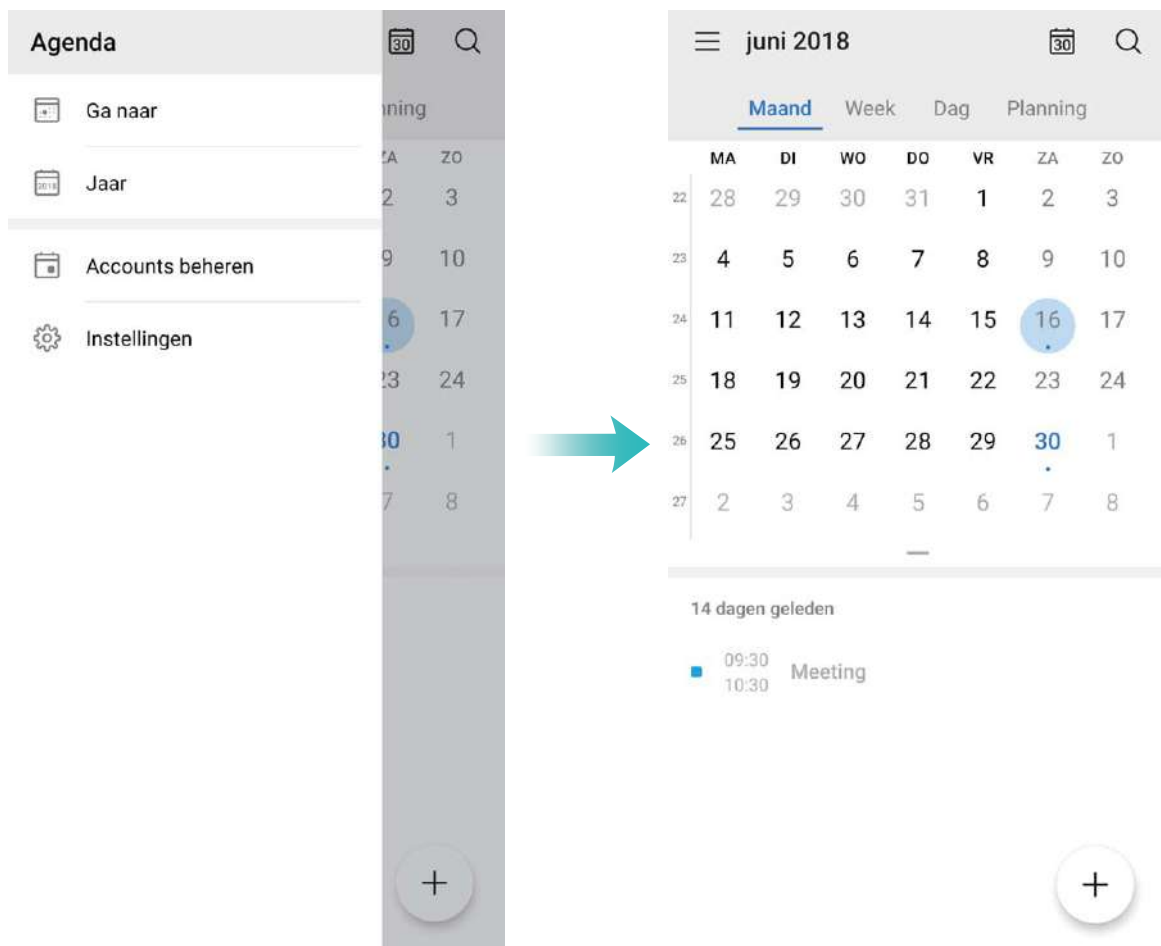 Agenda
30
Ga naar
nning
Jaar
2018
ZA ZO
2 3
Accounts beheren
9 10
Instellingen
6 17
23 24
30 1
7 8
+
juni 2018
30
Maand Week Dag Planning
MA DI WO DO VR ZA ZO
22 28 29 30 31 1 2 3
23 4 5 6 7 8 9 10
24 11 12 13 14 15 16 17
25 18 19 20 21 22 23 24
26 25 26 27 28 29 30 1
27 2 3 4 5 6 7 8
14 dagen geleden
09:30
10:30
Meeting
+